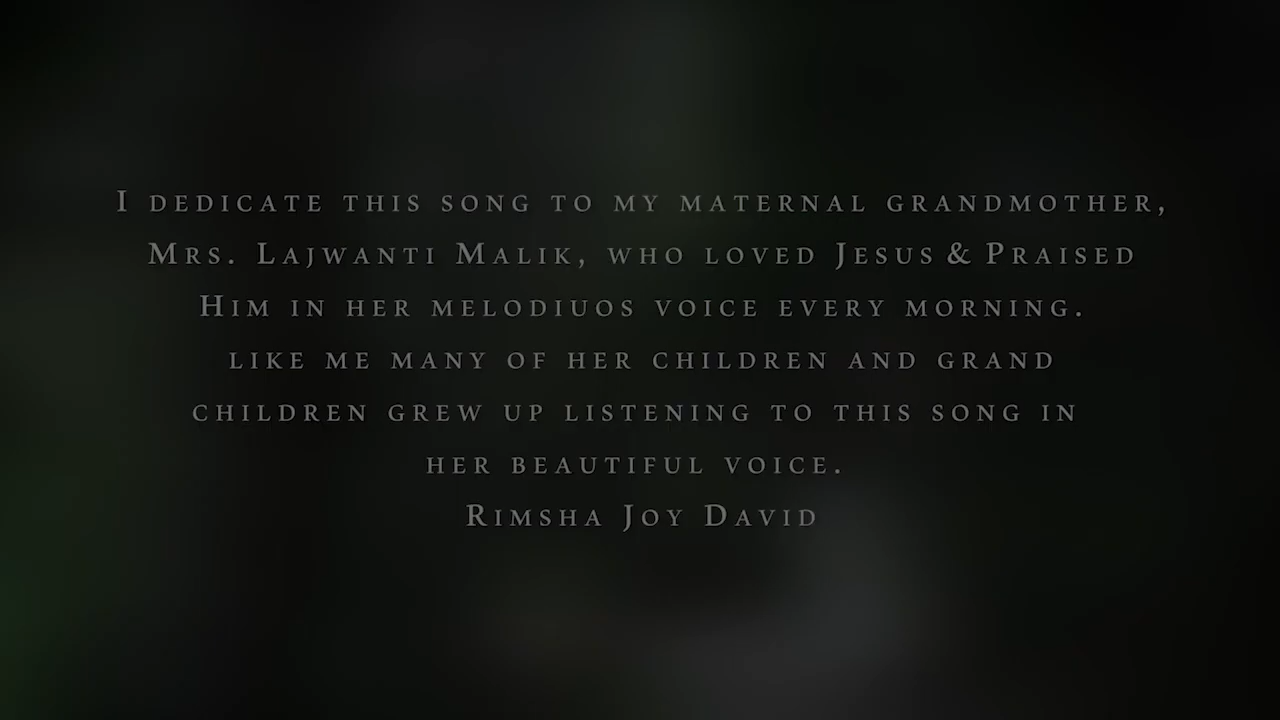 I dedicate this song to my maternal grandmother,
Mrs. Lajwanti Malik, who loved Jesus & Praised
Him in her melodiuos voice every morning.
like me many of her children and grand
children grew up listening to this song in
her beautiful voice.
Rimsha Joy David